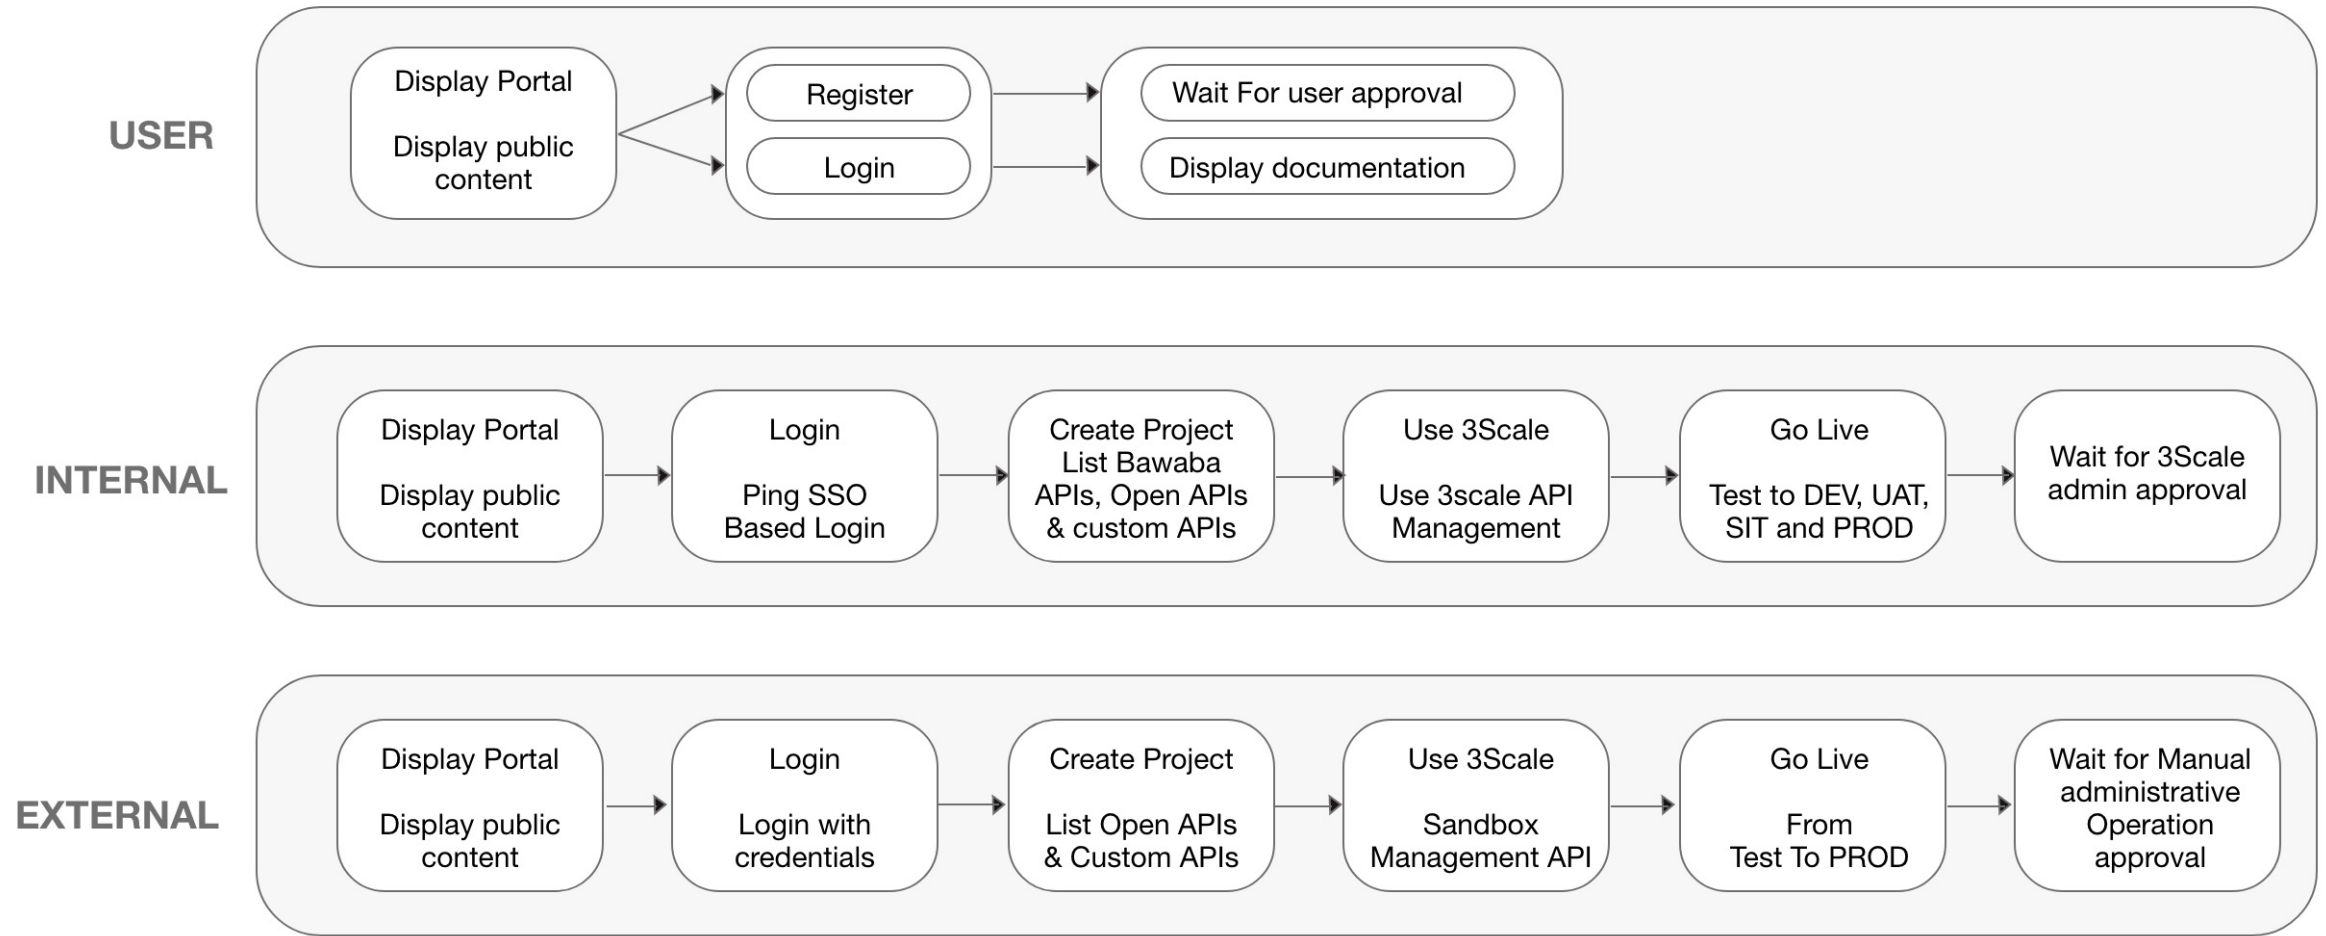 USER
Display Portal
Display public
content
Register
Login
Wait For user approval
Display documentation
INTERNAL
Display Portal
Display public
content
Login
Ping SSO
Based Login
Create Project
List Bawaba
APIs, Open APIs
& custom APIs
Use 3Scale
Use 3scale API
Management
Go Live
Test to DEV, UAT,
SIT and PROD
Wait for 3Scale
admin approval
EXTERNAL
Display Portal
Display public
content
Login
Login with
credentials
Create Project
List Open APIs
& Custom APIs
Use 3Scale
Sandbox
Management API
Go Live
From
Test To PROD
Wait for Manual
administrative
Operation
approval